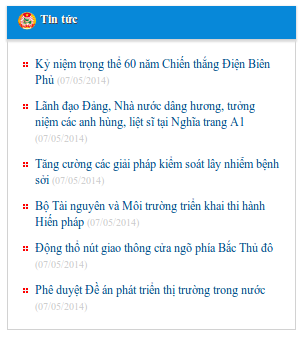 Tin tức
Kỷ niệm trọng thể 60 năm Chiến thắng Điện Biên
Phủ (07/05/2014)
Lãnh đạo Đảng, Nhà nước dâng hương, tưởng
niệm các anh hùng, liệt sĩ tại Nghĩa trang A1
(07/05/2014)
Tăng cường các giải pháp kiểm soát lây nhiễm bệnh
sởi (07/05/2014)
Bộ Tài nguyên và Môi trường triển khai thi hành
Hiến pháp (07/05/2014)
Động thổ nút giao thông cửa ngõ phía Bắc Thủ đô
(07/05/2014)
Phê duyệt Đề án phát triển thị trường trong nước
(07/05/2014)